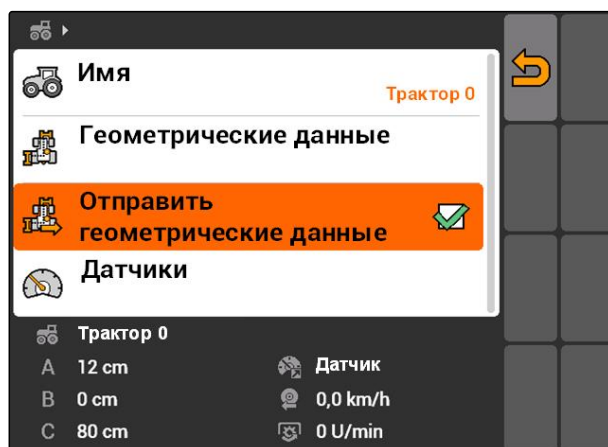 Имя
Трактор 0
Геометрические данные
Отправить
геометрические данные
Датчики
Трактор 0
A 12 cm Датчик
B 0 cm 0,0 km/h
C 80 cm 0 U/min